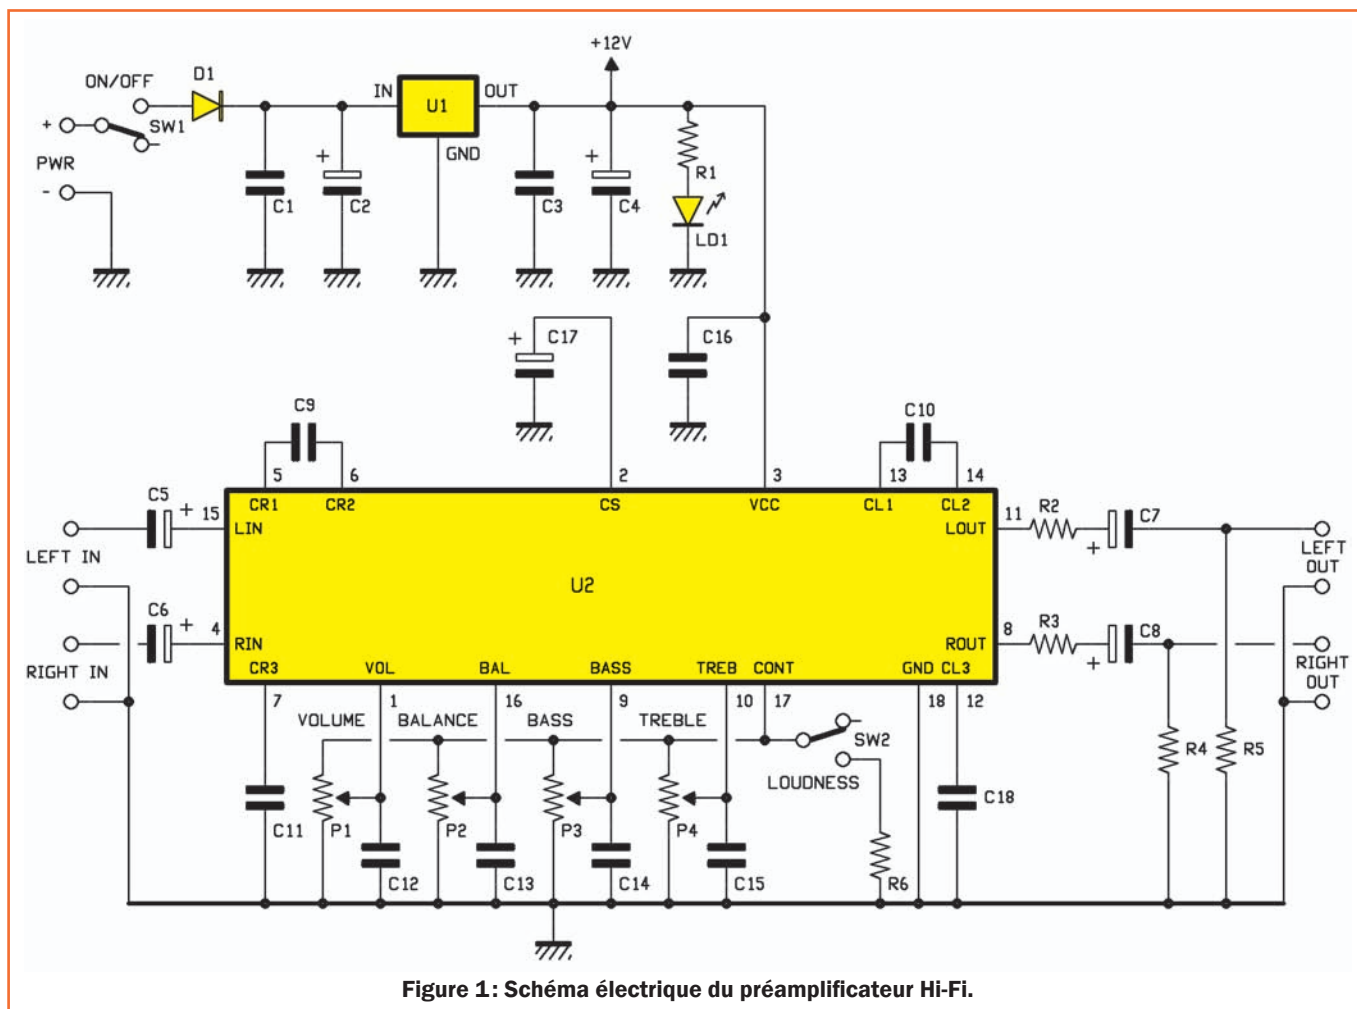 +12V
ON/OFF
D1
IN
U1
OUT
+
SW1
PWR
GND
-
C1
+
C2
C3
+
C4
R1
LD1
+
C17
C16
C9
C10
5
6
2
3
13
14
C5
+
15
CR1
CR2
CS
VCC
CL1
CL2
11
R2
C7
LIN
LOUT
+
LEFT IN
LEFT
OUT
U2
C6
+
4
RIN
ROUT
8
R3
C8
+
RIGHT IN
RIGHT
OUT
CR3
VOL
BAL
BASS
TREB
CONT
GND
CL3
7
1
16
9
10
17
18
12
VOLUME
BALANCE
BASS
TREBLE
SW2
LOUDNESS
R4
R5
C11
P1
P2
P3
P4
C18
C12
C13
C14
C15
R6
Figure 1: Schéma électrique du préamplificateur Hi-Fi.